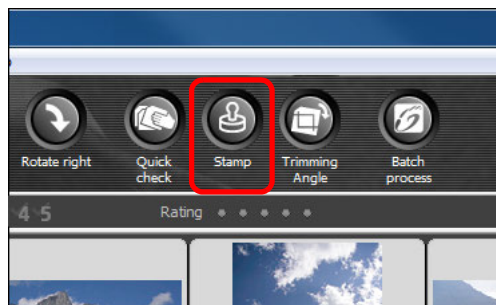 Rotate right
Quick
check
Stamp
Trimming
Angle
Batch
process
4 5
Rating